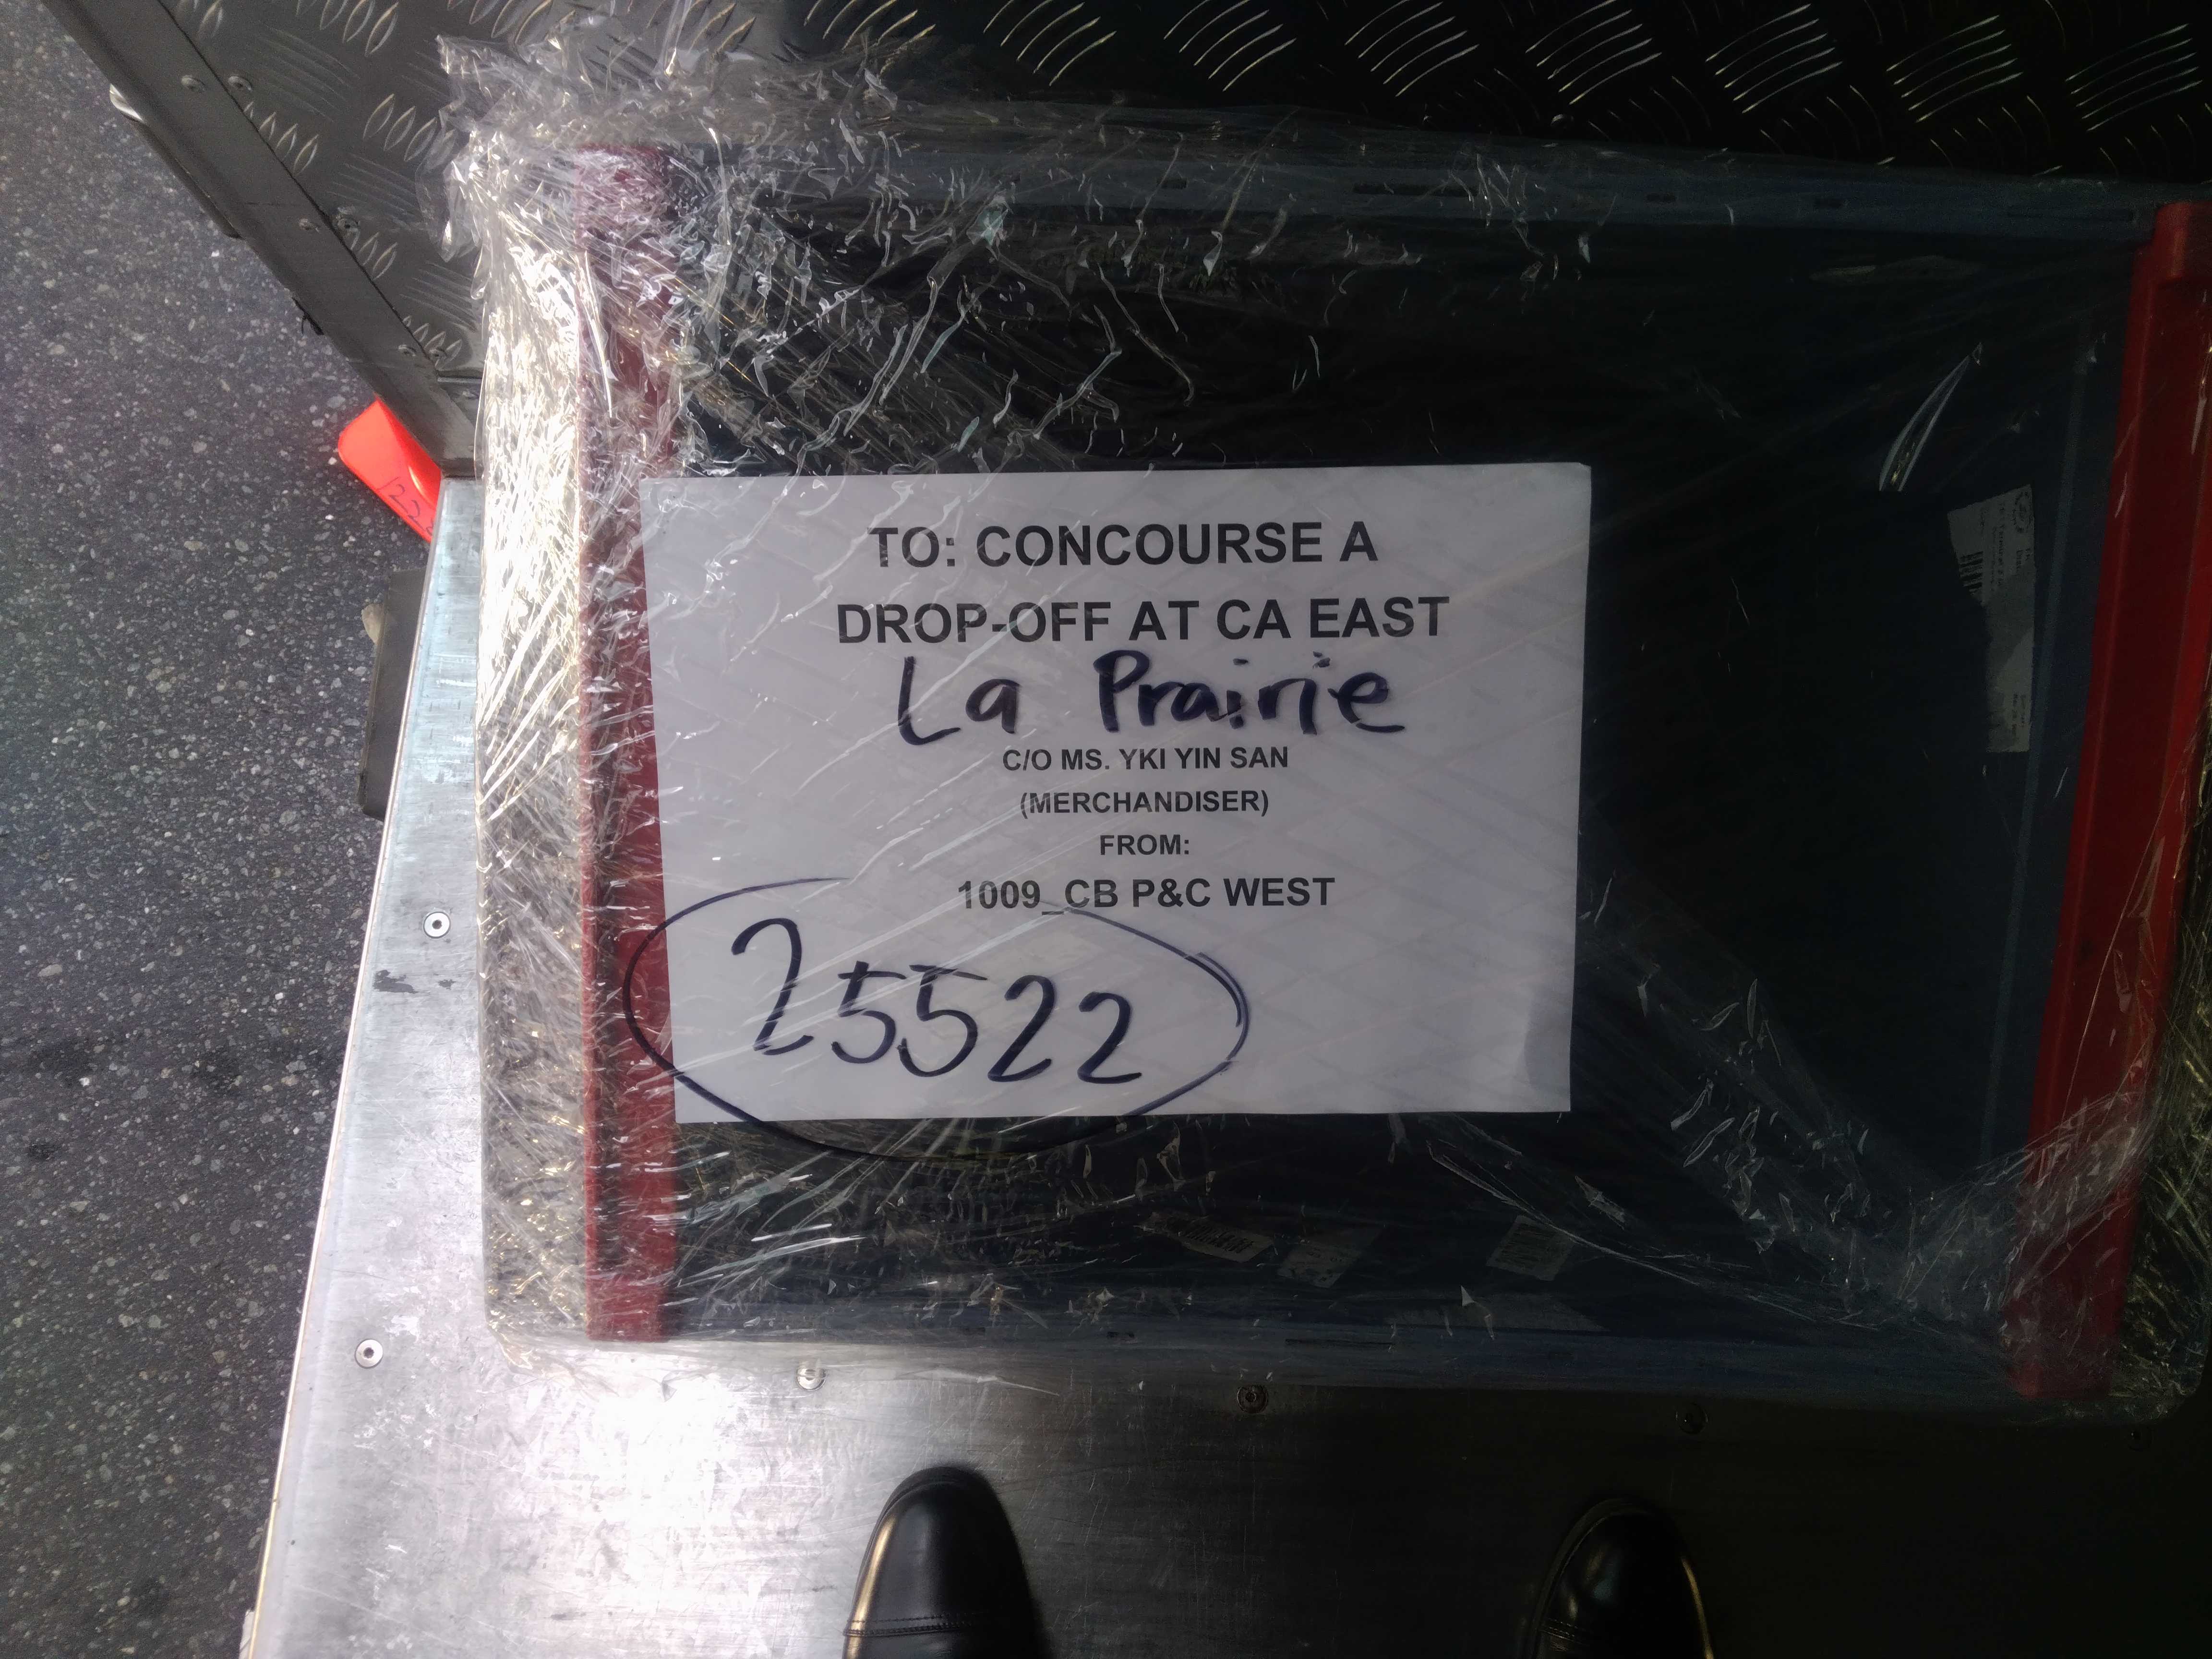 TO: CONCOURSE A
DROP-OFF AT CA EAST
La Prairie
C/O MS. YKI YIN SAN
(MERCHANDISER)
FROM:
1009_CB P&C WEST
25522